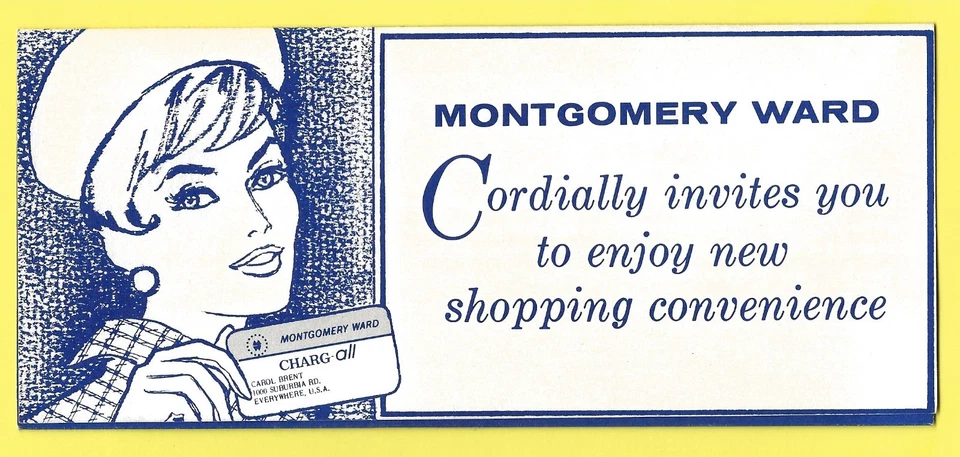 MONTGOMERY WARD
Cordially invites you
to enjoy new
shopping convenience
MONTGOMERY WARD
CHARG-all
CAROL BRENT
1000 SUBURBIA RD.
EVERYWHERE, U.S.A.